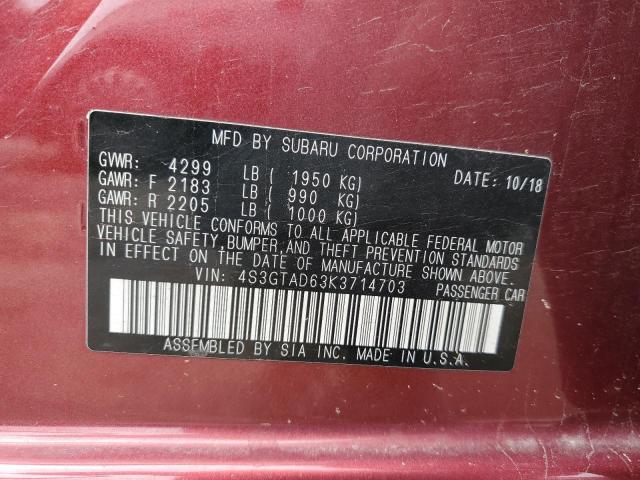 MFD BY SUBARU CORPORATION
GVWR: 4299 LB ( 1950 KG) DATE: 10/18
GAWR: F 2183 LB ( 990 KG)
GAWR: R 2205 LB ( 1000 KG)
THIS VEHICLE CONFORMS TO ALL APPLICABLE FEDERAL MOTOR
VEHICLE SAFETY, BUMPER, AND THEFT PREVENTION STANDARDS
IN EFFECT ON THE DATE OF MANUFACTURE SHOWN ABOVE.
VIN: 4S3GTAD63K3714703 PASSENGER CAR
ASSEMBLED BY SIA INC. MADE IN U.S.A.